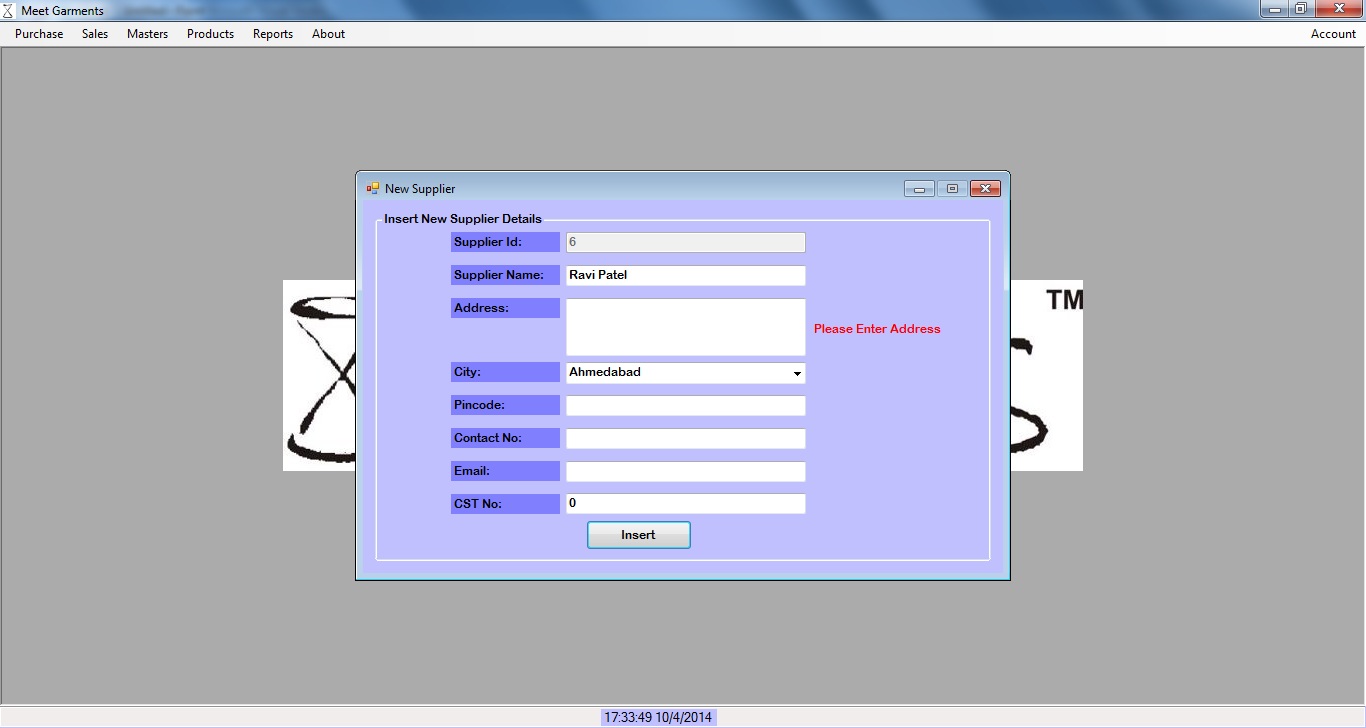 Meet Garments
Purchase Sales Masters Products Reports About Account
New Supplier
Insert New Supplier Details
Supplier Id: 6
Supplier Name: Ravi Patel
Address:
Please Enter Address
City: Ahmedabad
Pincode:
Contact No:
Email:
CST No: 0
Insert
TM
S
17:33:49 10/4/2014